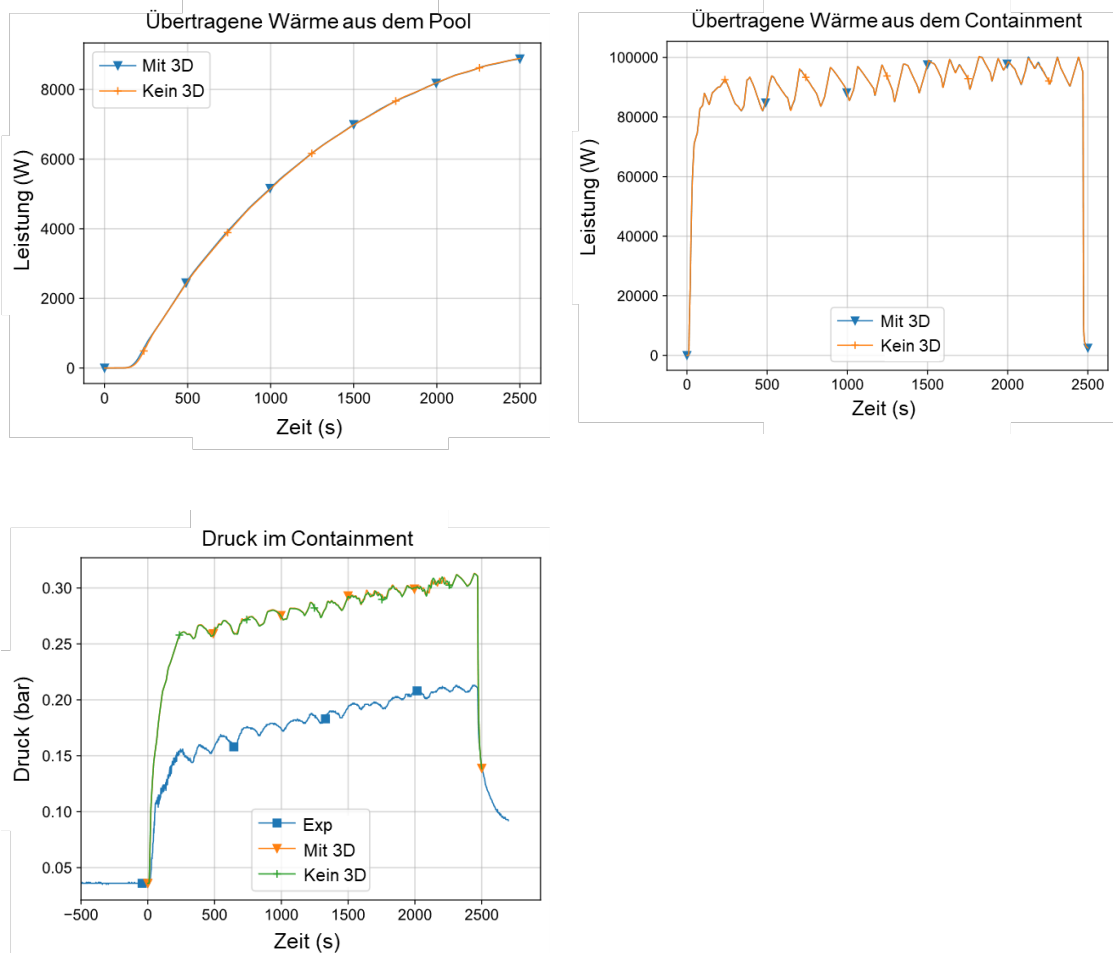 Übertragene Wärme aus dem Pool
Mit 3D
Kein 3D
8000
6000
4000
2000
0
Leistung (W)
0 500 1000 1500 2000 2500
Zeit (s)
Übertragene Wärme aus dem Containment
100000
80000
60000
40000
20000
0
Leistung (W)
Mit 3D
Kein 3D
0 500 1000 1500 2000 2500
Zeit (s)
Druck im Containment
0.30
0.25
0.20
0.15
0.10
0.05
Druck (bar)
Exp
Mit 3D
Kein 3D
−500 0 500 1000 1500 2000 2500
Zeit (s)